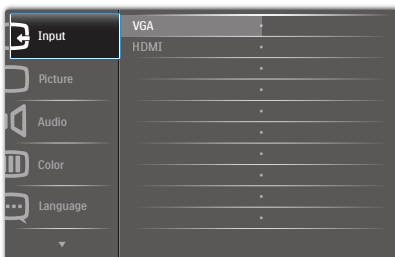 Input
VGA
HDMI
Picture
Audio
Color
Language